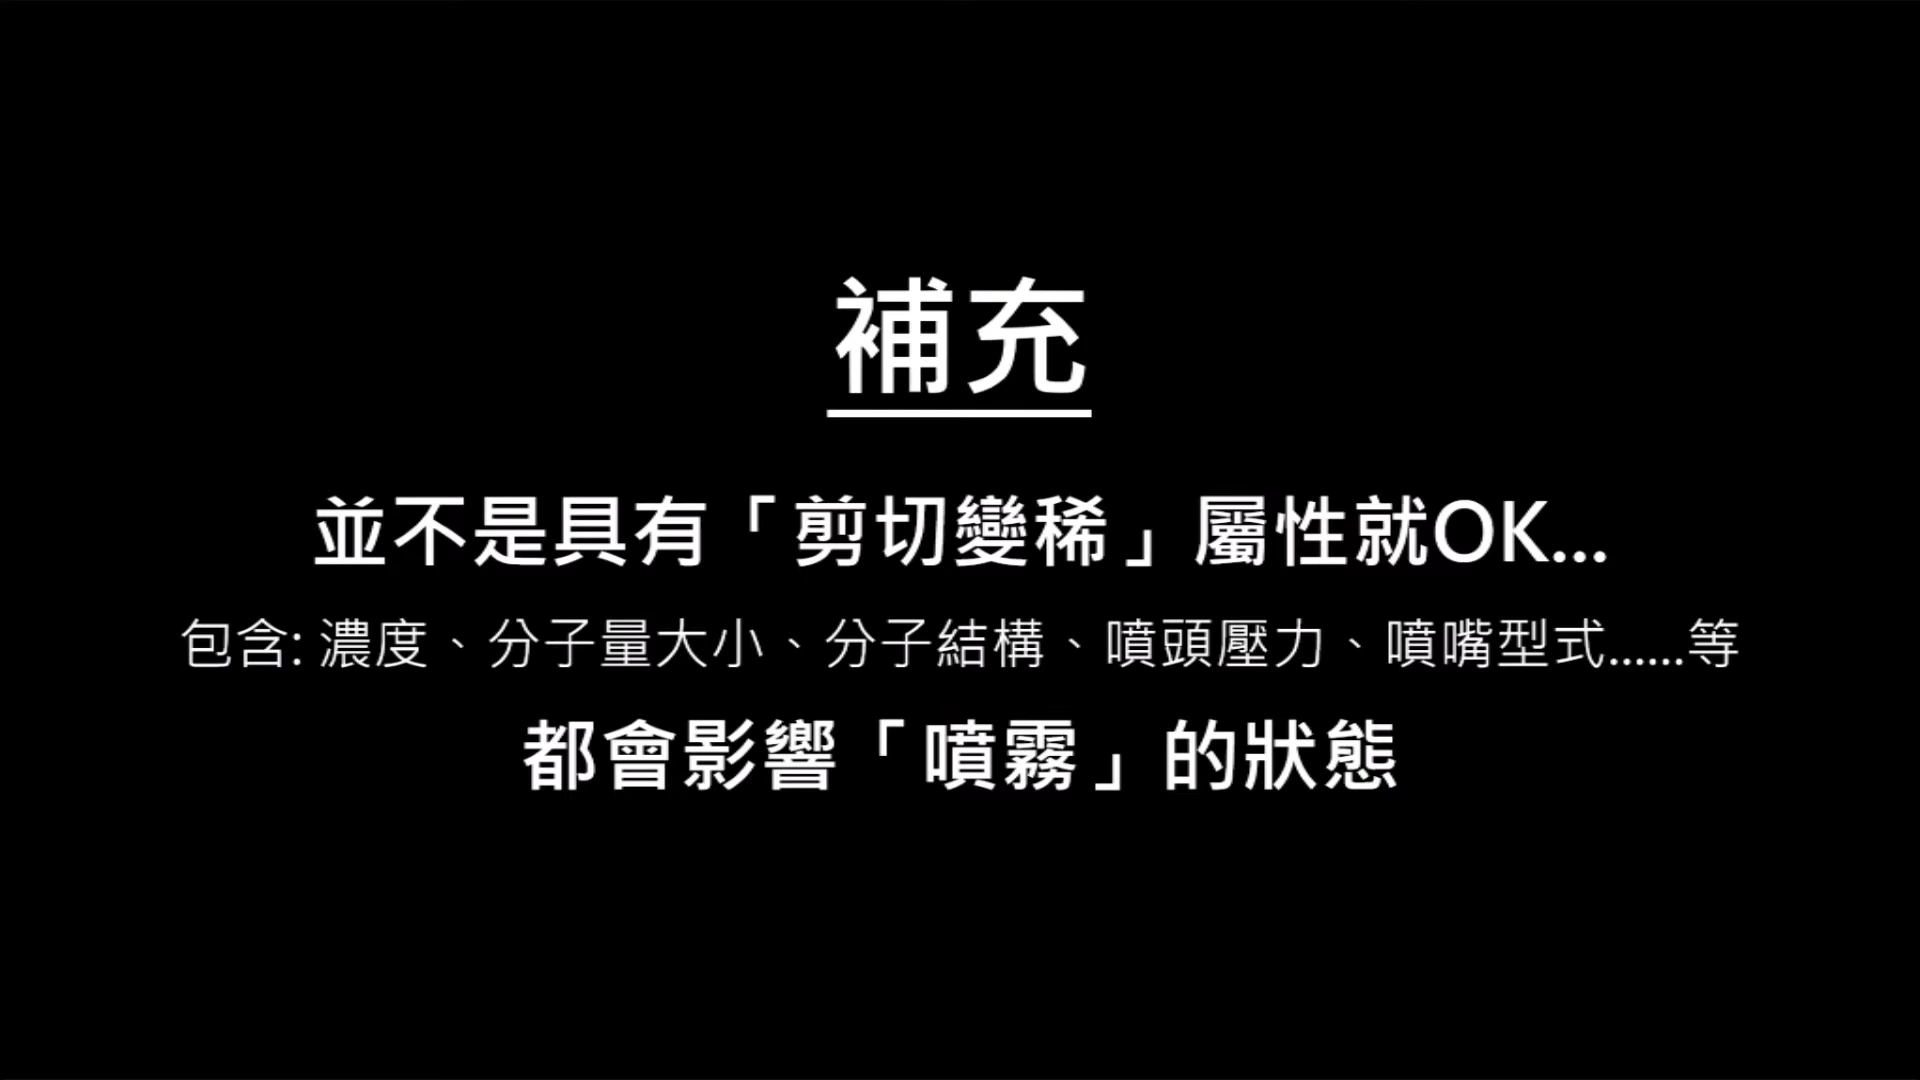 補充
並不是具有「剪切變稀」屬性就OK...
包含: 濃度、分子量大小、分子結構、噴頭壓力、噴嘴型式......等
都會影響「噴霧」的狀態